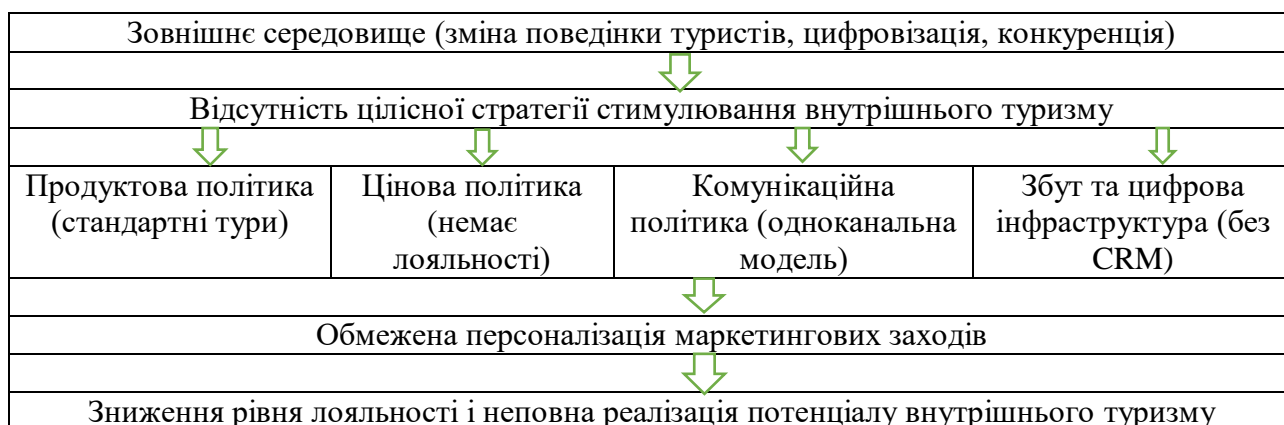 Зовнішнє середовище (зміна поведінки туристів, цифровізація, конкуренція)
Відсутність цілісної стратегії стимулювання внутрішнього туризму
Продуктова політика
(стандартні тури)
Цінова політика
(немає
лояльності)
Комунікаційна
політика (одноканальна
модель)
Збут та цифрова
інфраструктура (без
CRM)
Обмежена персоналізація маркетингових заходів
Зниження рівня лояльності і неповна реалізація потенціалу внутрішнього туризму